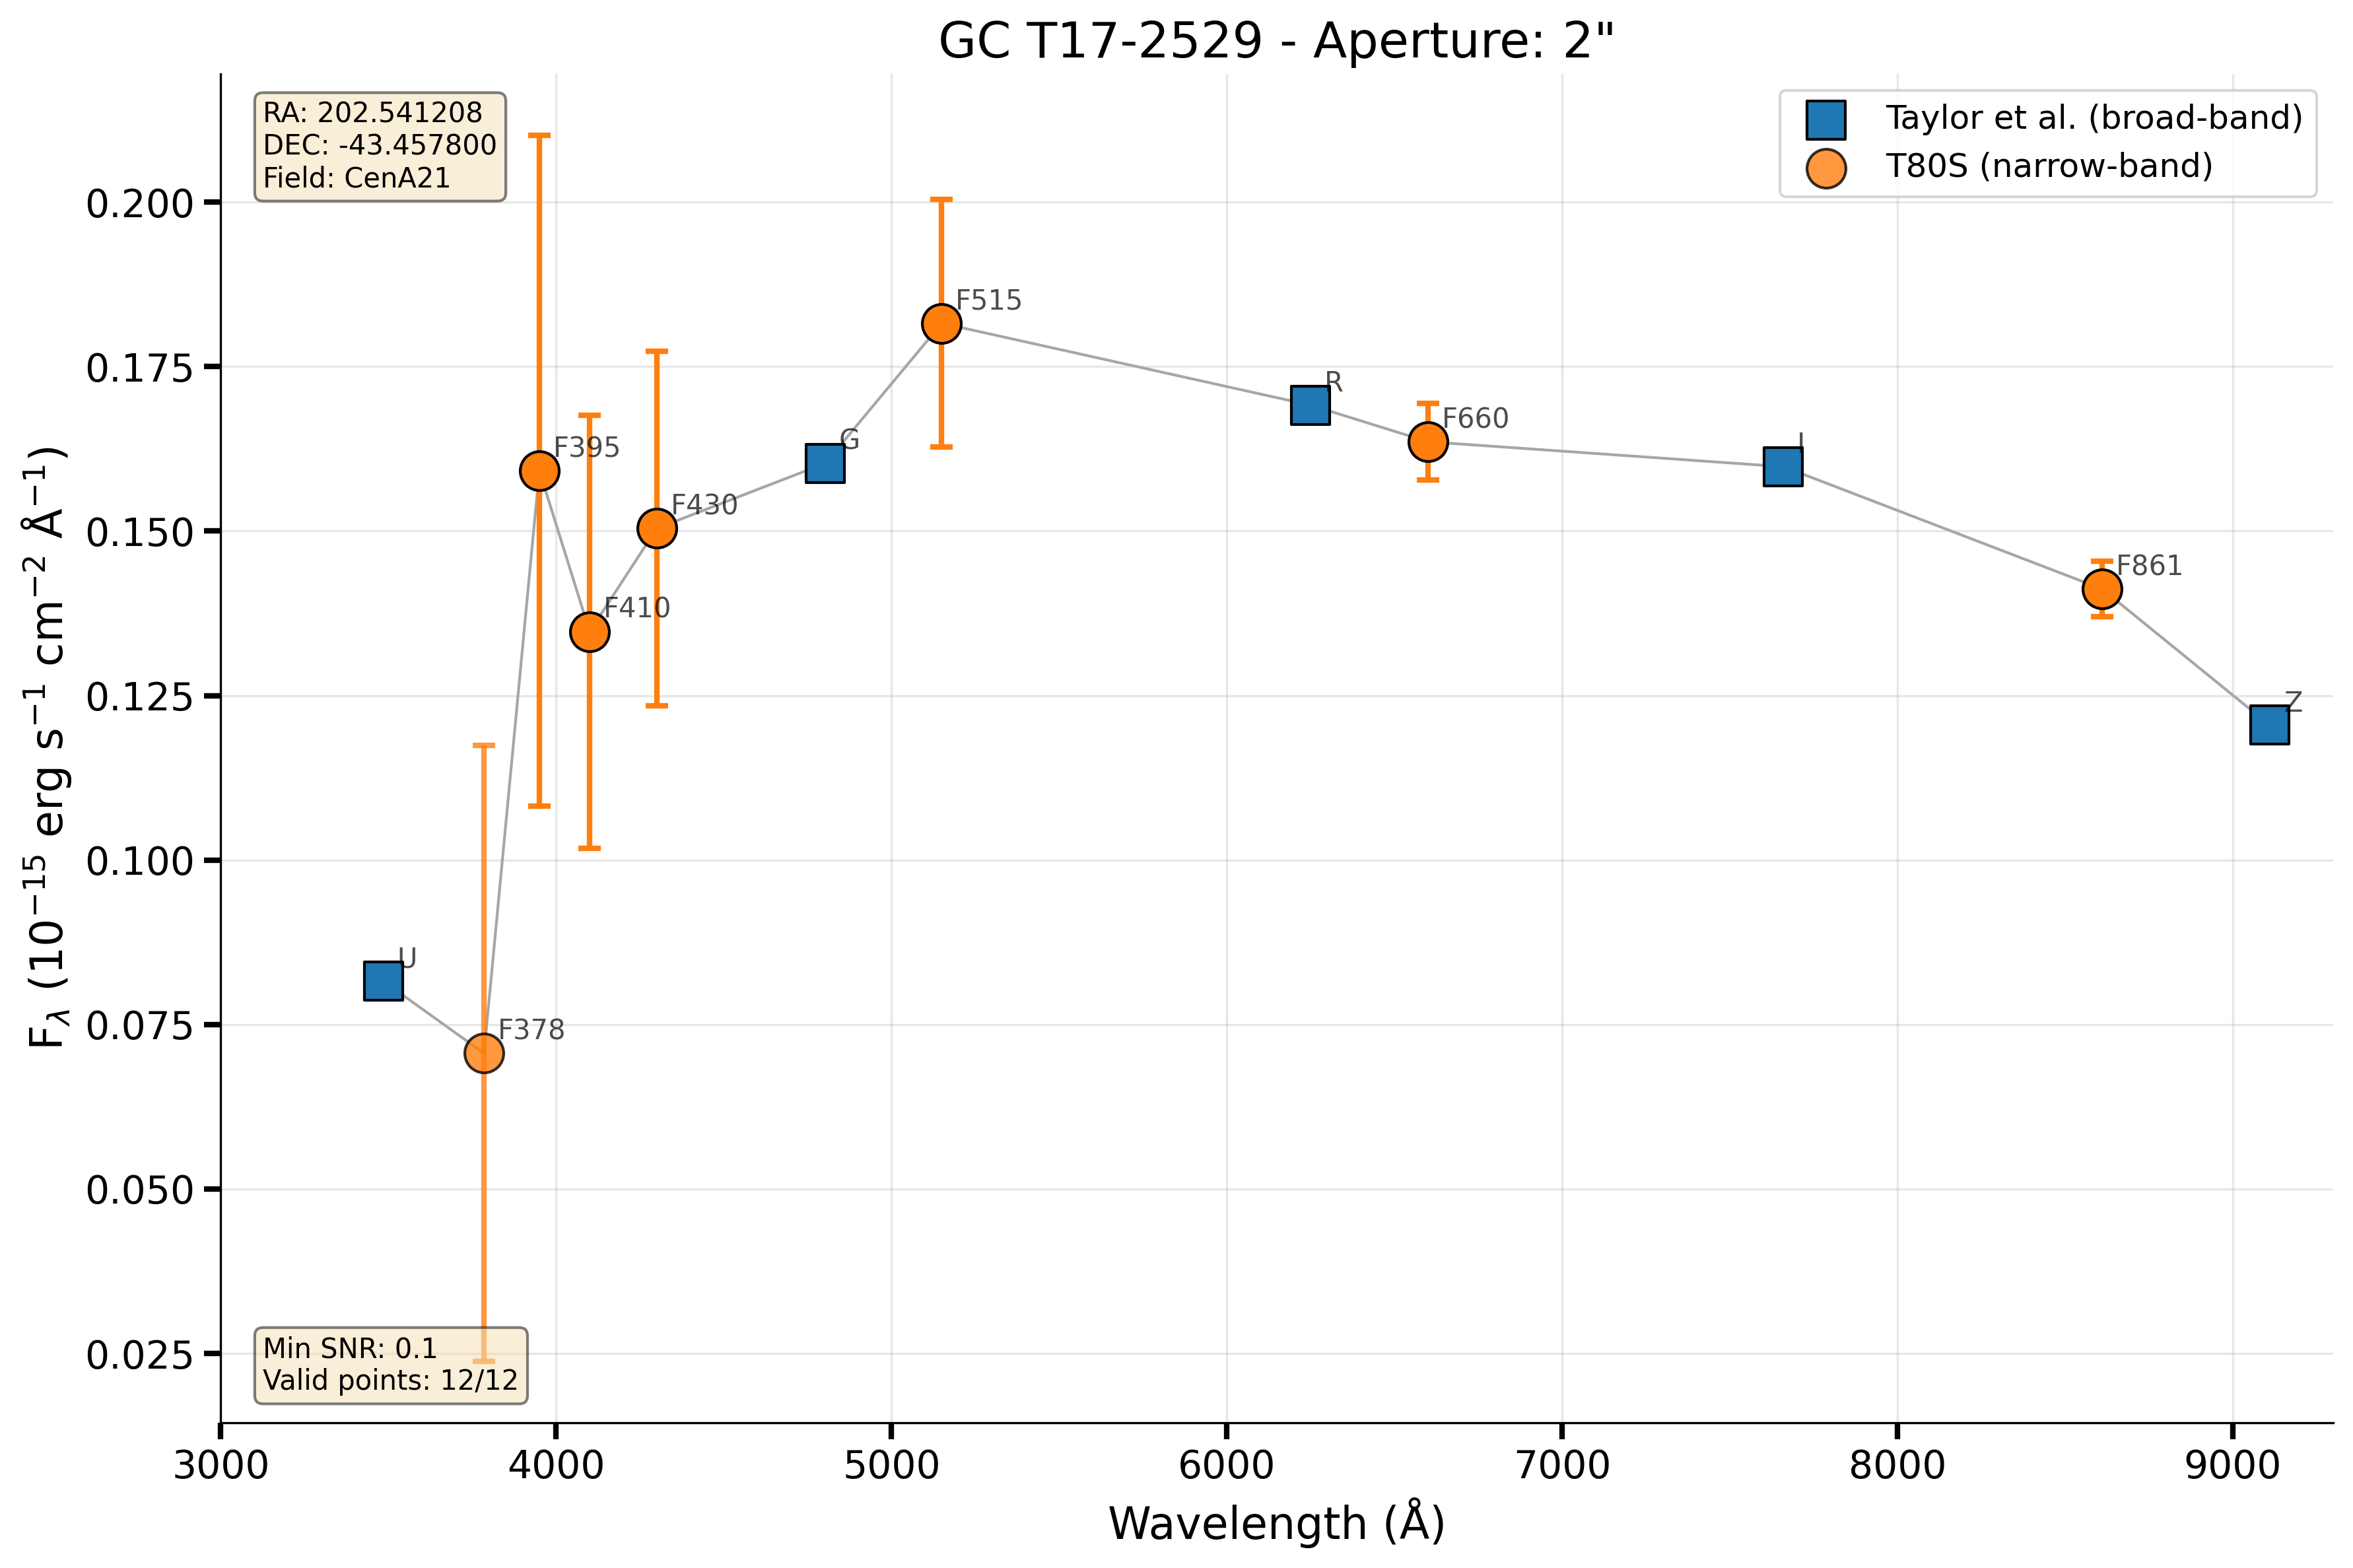 GC T17-2529 - Aperture: 2"
RA: 202.541208
DEC: -43.457800
Field: CenA21
Taylor et al. (broad-band)
T80S (narrow-band)
F515
R
F660
G
F395
I
F430
F861
F410
Z
U
F378
Min SNR: 0.1
Valid points: 12/12
0.200
0.175
0.150
0.125
0.100
0.075
0.050
0.025
F$_λ$ (10$^{−15}$ erg s$^{−1}$ cm$^{−2}$ Å$^{−1}$)
3000 4000 5000 6000 7000 8000 9000
Wavelength (Å)